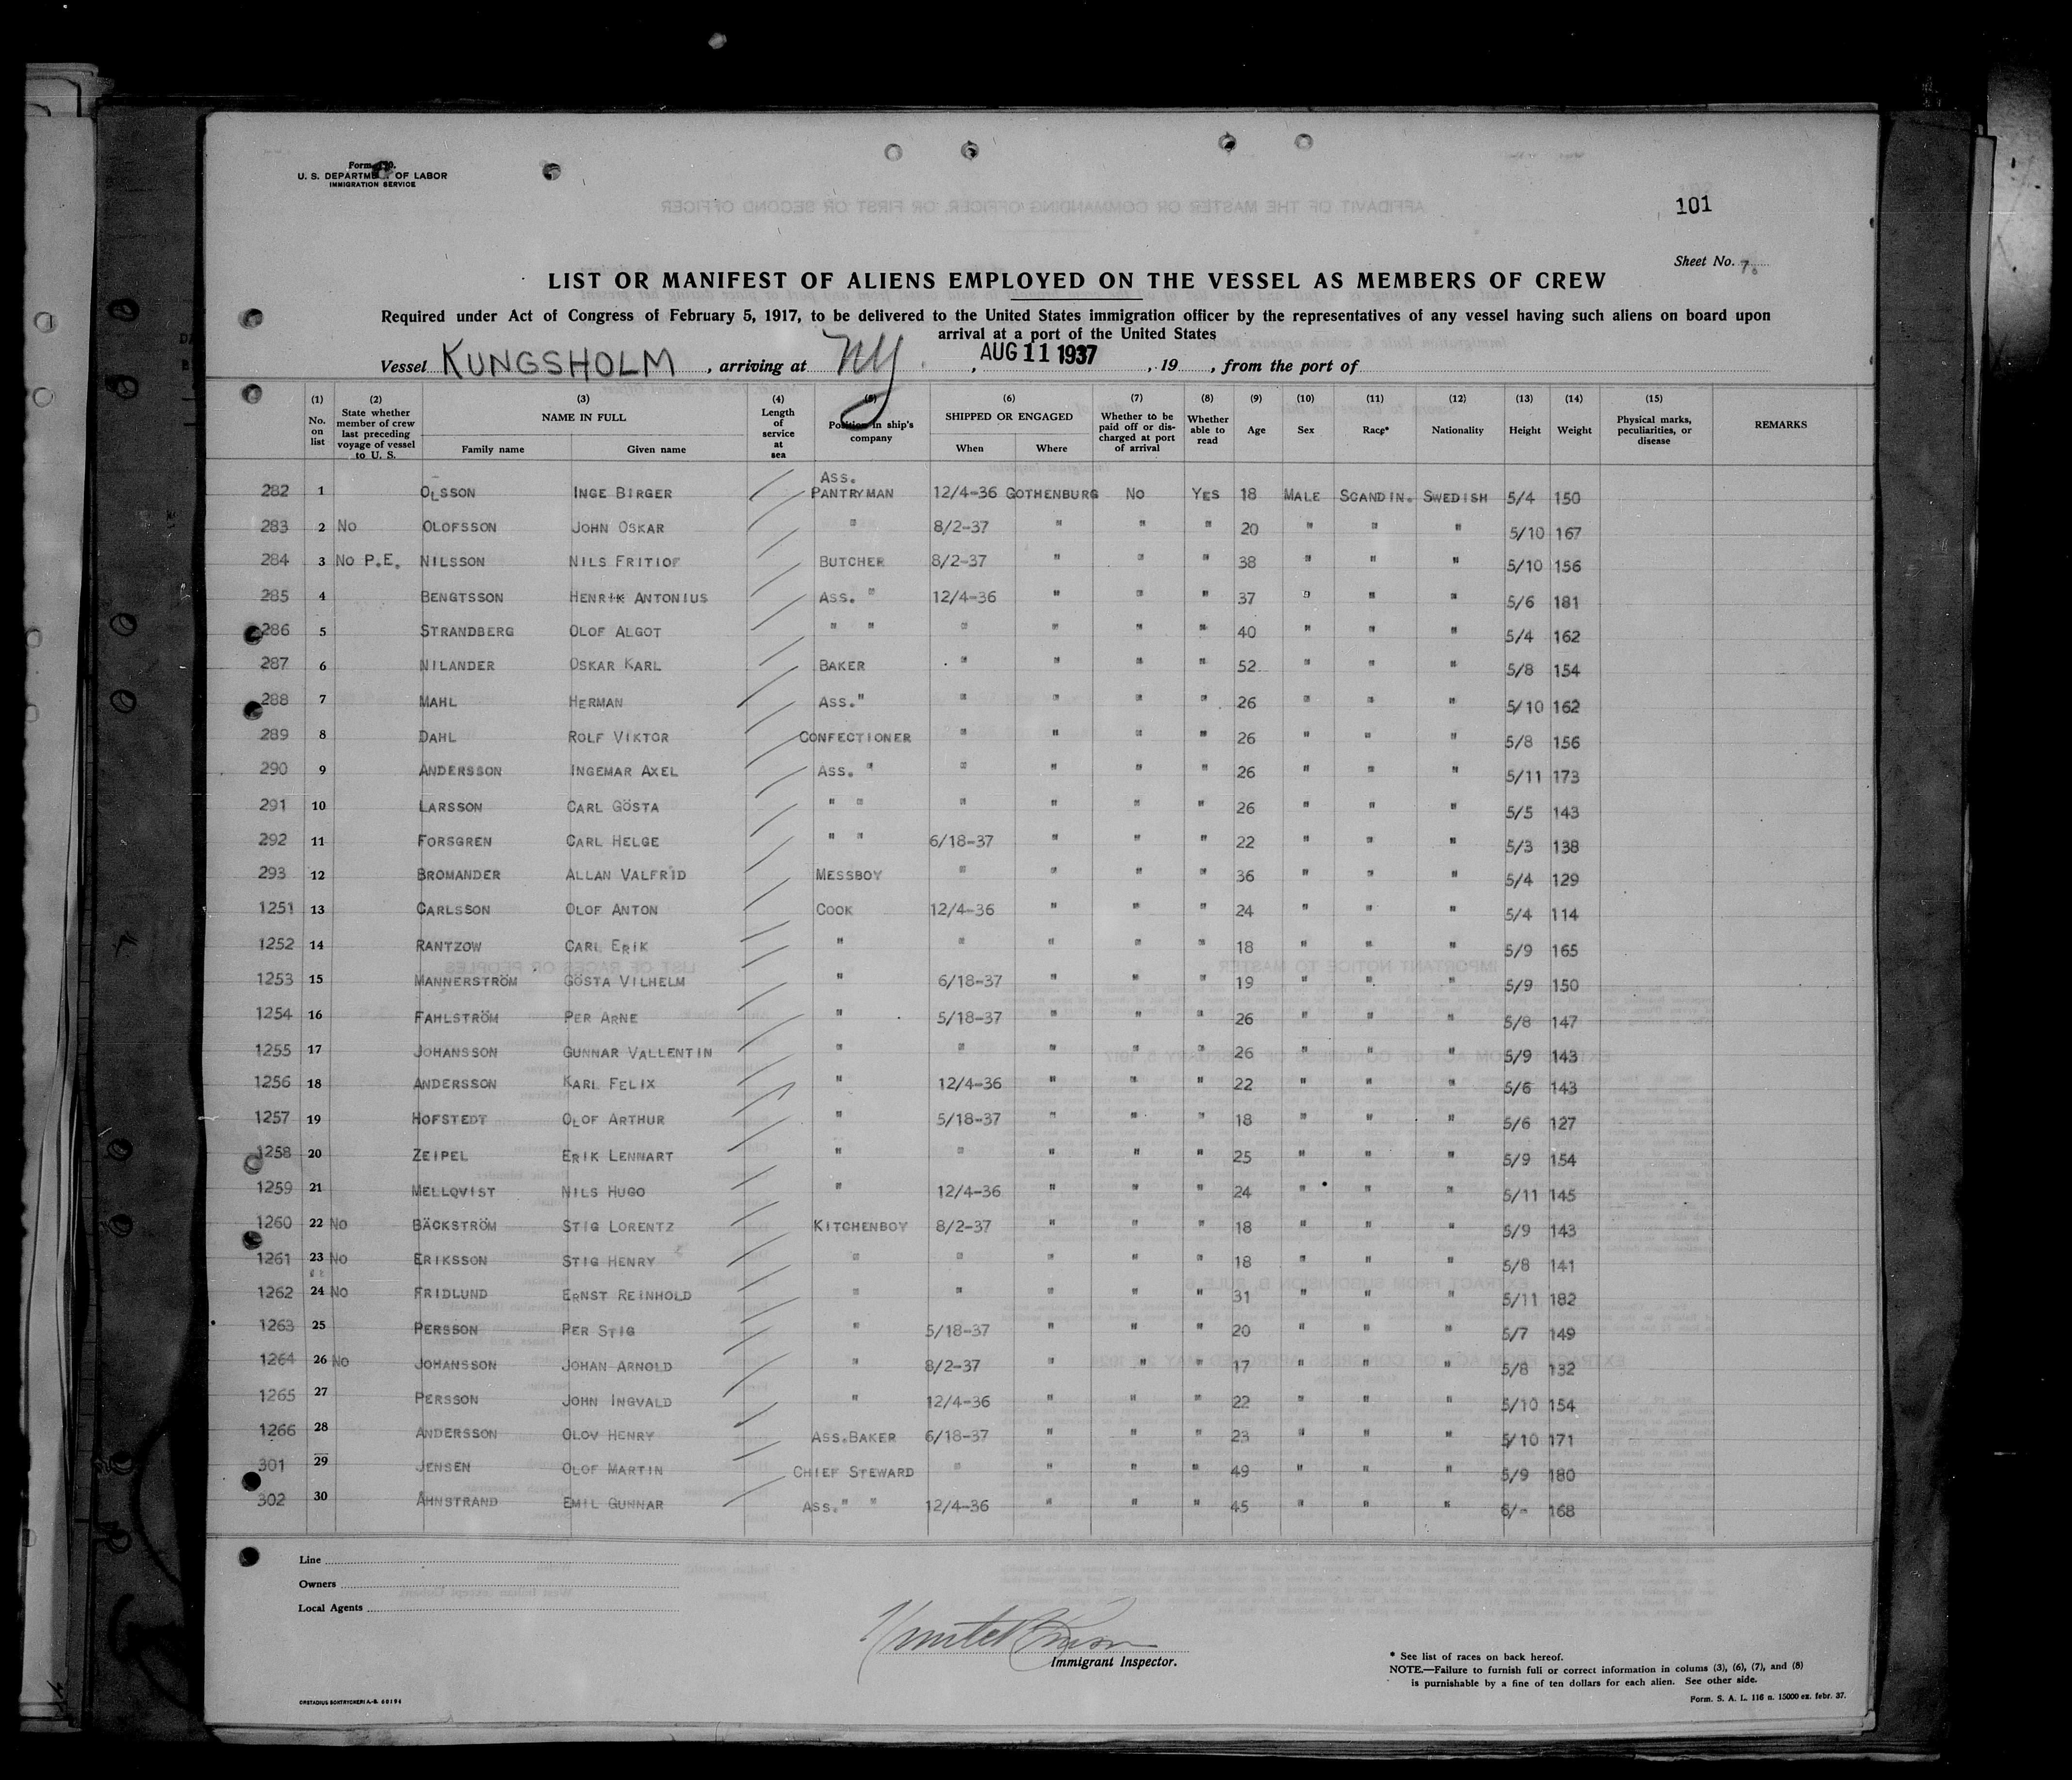 Form 680.
U. S. DEPARTMENT OF LABOR
IMMIGRATION SERVICE
101
Sheet No. 7.
LIST OR MANIFEST OF ALIENS EMPLOYED ON THE VESSEL AS MEMBERS OF CREW
Required under Act of Congress of February 5, 1917, to be delivered to the United States immigration officer by the representatives of any vessel having such aliens on board upon
arrival at a port of the United States
Vessel KUNGSHOLM, arriving at NY, AUG 11 1937, 19, from the port of
(1) No. on list (2) State whether member of crew last preceding voyage of vessel to U. S. (3) NAME IN FULL Family name Given name (4) Length of service at sea (5) Position in ship's company (6) SHIPPED OR ENGAGED When Where (7) Whether to be paid off or discharged at port of arrival (8) Whether able to read (9) Age (10) Sex (11) Race* (12) Nationality (13) Height (14) Weight (15) Physical marks, peculiarities, or disease REMARKS
282 1 OLSSON INGE BIRGER ASS. PANTRYMAN 12/4-36 GOTHENBURG NO YES 18 MALE SCANDIN. SWEDISH 5/4 150
283 2 NO OLOFSSON JOHN OSKAR " 8/2-37 " " " 20 " " " 5/10 167
284 3 NO P.E. NILSSON NILS FRITIOF BUTCHER 8/2-37 " " " 38 " " " 5/10 156
285 4 BENGTSSON HENRIK ANTONIUS ASS. " 12/4-36 " " " 37 " " " 5/6 181
286 5 STRANDBERG OLOF ALGOT " " " " " " 40 " " " 5/4 162
287 6 NILANDER OSKAR KARL BAKER " " " " 52 " " " 5/8 154
288 7 MAHL HERMAN ASS." " " " " 26 " " " 5/10 162
289 8 DAHL ROLF VIKTOR CONFECTIONER " " " " 26 " " " 5/8 156
290 9 ANDERSSON INGEMAR AXEL ASS. " " " " " 26 " " " 5/11 173
291 10 LARSSON CARL GÖSTA " " " " " " 26 " " " 5/5 143
292 11 FORSGREN CARL HELGE " " 6/18-37 " " " 22 " " " 5/3 138
293 12 BROMANDER ALLAN VALFRID MESSBOY " " " " 36 " " " 5/4 129
1251 13 CARLSSON OLOF ANTON COOK 12/4-36 " " " 24 " " " 5/4 114
1252 14 RANTZOW CARL ERIK " " " " " 18 " " " 5/9 165
1253 15 MANNERSTRÖM GÖSTA VILHELM " 6/18-37 " " " 19 " " " 5/9 150
1254 16 FAHLSTRÖM PER ARNE " 5/18-37 " " " 26 " " " 5/8 147
1255 17 JOHANSSON GUNNAR VALLENTIN " " " " " 26 " " " 5/9 143
1256 18 ANDERSSON KARL FELIX " 12/4-36 " " " 22 " " " 5/6 143
1257 19 HOFSTEDT OLOF ARTHUR " 5/18-37 " " " 18 " " " 5/6 127
1258 20 ZEIPEL ERIK LENNART " " " " " 25 " " " 5/9 154
1259 21 MELLQVIST NILS HUGO " 12/4-36 " " " 24 " " " 5/11 145
1260 22 NO BÄCKSTRÖM STIG LORENTZ KITCHENBOY 8/2-37 " " " 18 " " " 5/9 143
1261 23 NO ERIKSSON STIG HENRY " " " " " 18 " " " 5/8 141
1262 24 NO FRIDLUND ERNST REINHOLD " " " " " 31 " " " 5/11 182
1263 25 PERSSON PER STIG " 5/18-37 " " " 20 " " " 5/7 149
1264 26 NO JOHANSSON JOHAN ARNOLD " 8/2-37 " " " 17 " " " 5/8 132
1265 27 PERSSON JOHN INGVALD " 12/4-36 " " " 22 " " " 5/10 154
1266 28 ANDERSSON OLOV HENRY ASS.BAKER 6/18-37 " " " 23 " " " 5/10 171
301 29 JENSEN OLOF MARTIN CHIEF STEWARD " " " " 49 " " " 5/9 180
302 30 ÅHNSTRAND EMIL GUNNAR ASS." " 12/4-36 " " " 45 " " " 6/- 168
Line
Owners
Local Agents
Immigrant Inspector.
* See list of races on back hereof.
NOTE.—Failure to furnish full or correct information in colums (3), (6), (7), and (8)
is punishable by a fine of ten dollars for each alien. See other side.
Form. S. A. L. 116 n. 15000 ex. febr. 37.